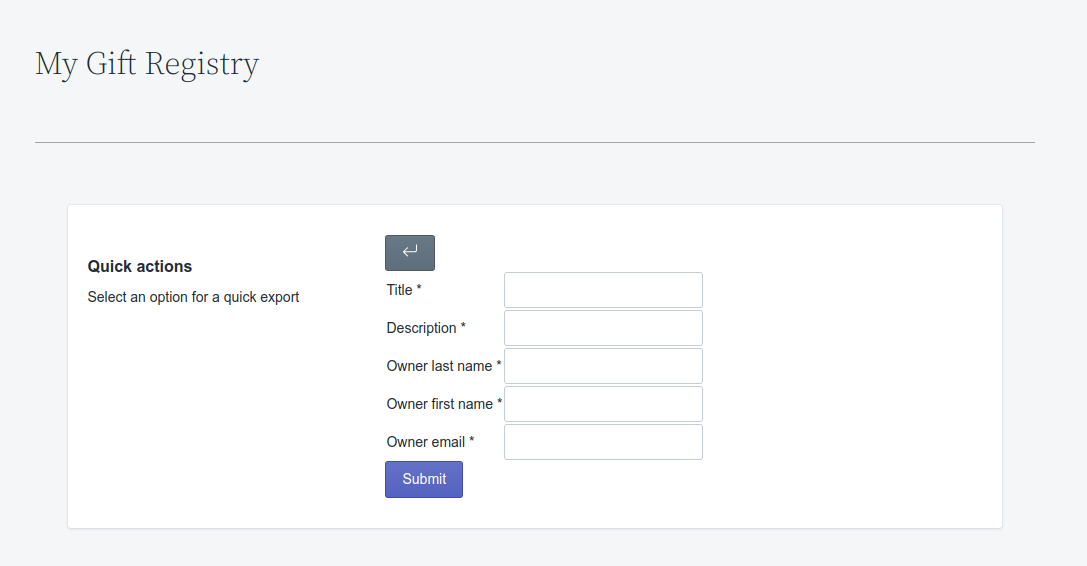 My Gift Registry
Quick actions
Select an option for a quick export
Title *
Description *
Owner last name *
Owner first name *
Owner email *
Submit